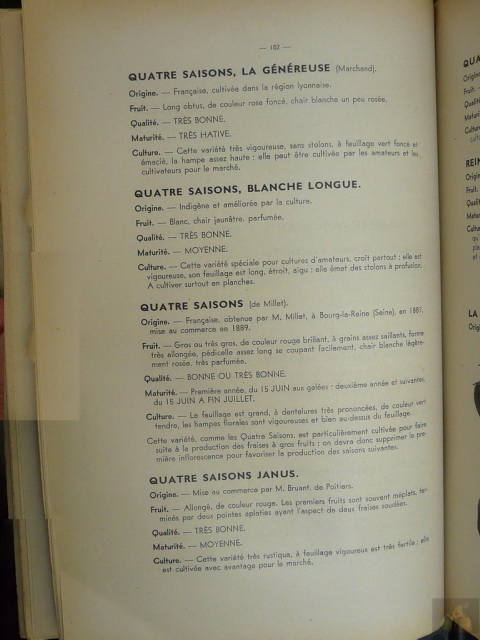 — 102 —
QUATRE SAISONS, LA GÉNÉREUSE (Marchand).
Origine. — Française, cultivée dans la région lyonnaise.
Fruit. — Long obtus, de couleur rose foncé, chair blanche un peu rosée.
Qualité. — TRÈS BONNE.
Maturité. — TRÈS HATIVE.
Culture. — Cette variété très vigoureuse, sans stolons, à feuillage vert foncé et
émacié, la hampe assez haute : elle peut être cultivée par les amateurs et les
cultivateurs pour le marché.
QUATRE SAISONS, BLANCHE LONGUE.
Origine. — Indigène et améliorée par la culture.
Fruit. — Blanc, chair jaunâtre, parfumée.
Qualité. — TRÈS BONNE.
Maturité. — MOYENNE.
Culture. — Cette variété spéciale pour cultures d'amateurs, croît partout ; elle est
vigoureuse, son feuillage est long, étroit, aigu : elle émet des stolons à profusion.
A cultiver surtout en planches.
QUATRE SAISONS (de Millet).
Origine. — Française, obtenue par M. Millet, à Bourg-la-Reine (Seine), en 1887,
mise au commerce en 1889.
Fruit. — Gros ou très gros, de couleur rouge brillant, à grains assez saillants, forme
très allongée, pédicelle assez long se coupant facilement, chair blanche légère-
ment rosée, très parfumée.
Qualité. — BONNE OU TRÈS BONNE.
Maturité. — Première année, du 15 JUIN aux gelées : deuxième année et suivantes,
du 15 JUIN A FIN JUILLET.
Culture. — Le feuillage est grand, à dentelures très prononcées, de couleur vert
tendre, les hampes florales sont vigoureuses et bien au-dessus du feuillage.
Cette variété, comme les Quatre Saisons, est particulièrement cultivée pour faire
suite à la production des fraises à gros fruits : on devra donc supprimer la pre-
mière inflorescence pour favoriser la production des saisons suivantes.
QUATRE SAISONS JANUS.
Origine. — Mise au commerce par M. Bruant, de Poitiers.
Fruit. — Allongé, de couleur rouge. Les premiers fruits sont souvent méplats, ter-
minés par deux pointes aplaties ayant l'aspect de deux fraises soudées.
Qualité. — TRÈS BONNE.
Maturité. — MOYENNE.
Culture. — Cette variété très rustique, à feuillage vigoureux est très fertile : elle
est cultivée avec avantage pour le marché.